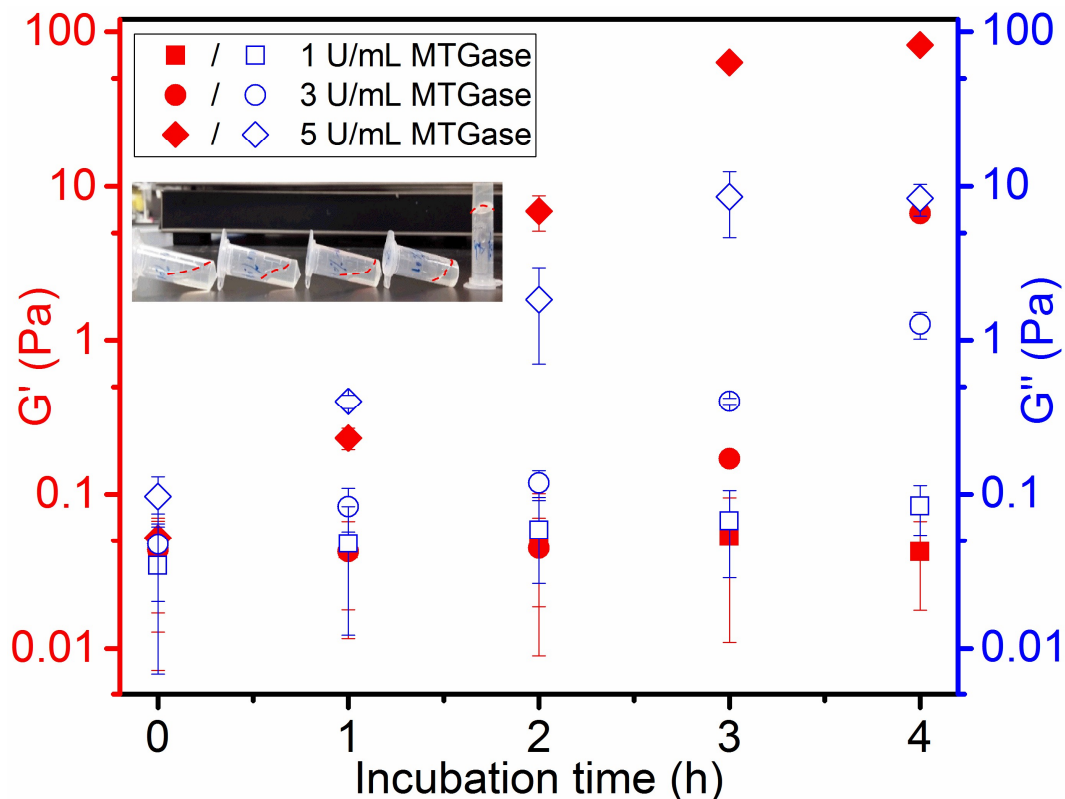 100
10
1
0.1
0.01
G' (Pa)
/ 1 U/mL MTGase
/ 3 U/mL MTGase
/ 5 U/mL MTGase
100
10
1
0.1
0.01
G" (Pa)
0 1 2 3 4
Incubation time (h)